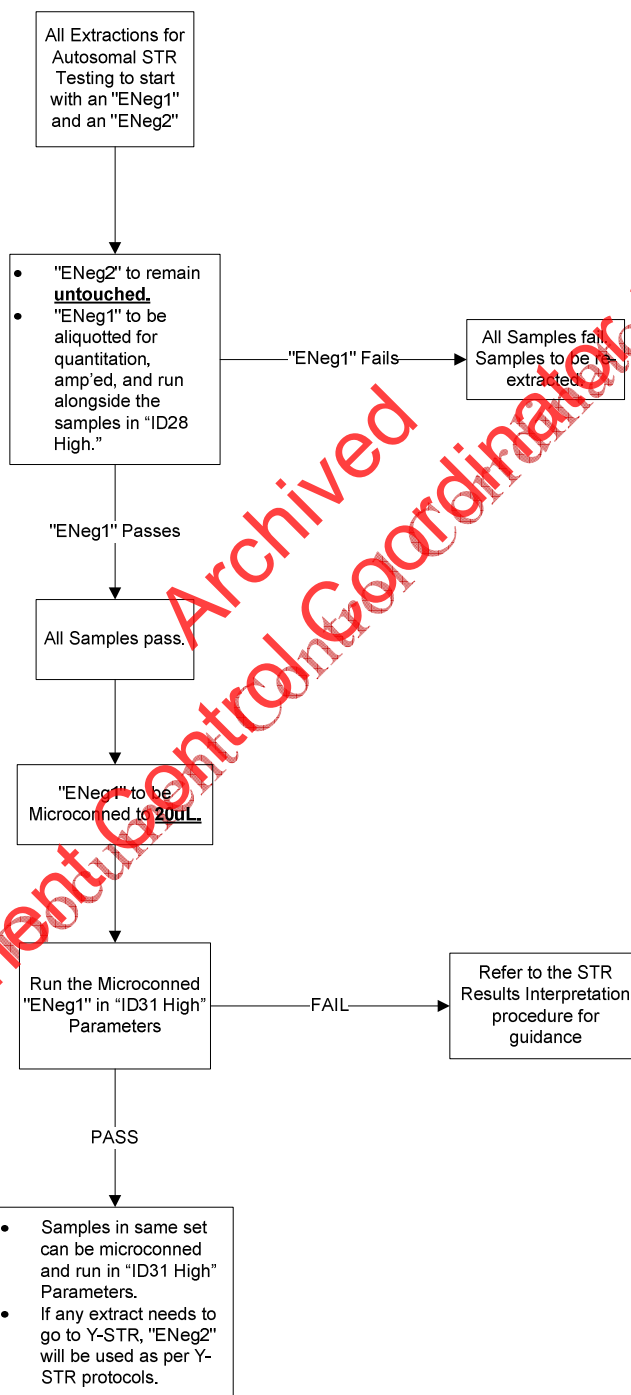 All Extractions for
Autosomal STR
Testing to start
with an "ENeg1"
and an "ENeg2"
• "ENeg2" to remain
untouched.
• "ENeg1" to be
aliquotted for
quantitation,
amp'ed, and run
alongside the
samples in “ID28
High.”
"ENeg1" Fails
All Samples fail.
Samples to be re-
extracted.
"ENeg1" Passes
All Samples pass.
"ENeg1" to be
Microconned to 20uL.
Run the Microconned
"ENeg1" in “ID31 High”
Parameters
FAIL
Refer to the STR
Results Interpretation
procedure for
guidance
PASS
• Samples in same set
can be microconned
and run in “ID31 High”
Parameters.
• If any extract needs to
go to Y-STR, "ENeg2"
will be used as per Y-
STR protocols.
Archived
Control Coordinator